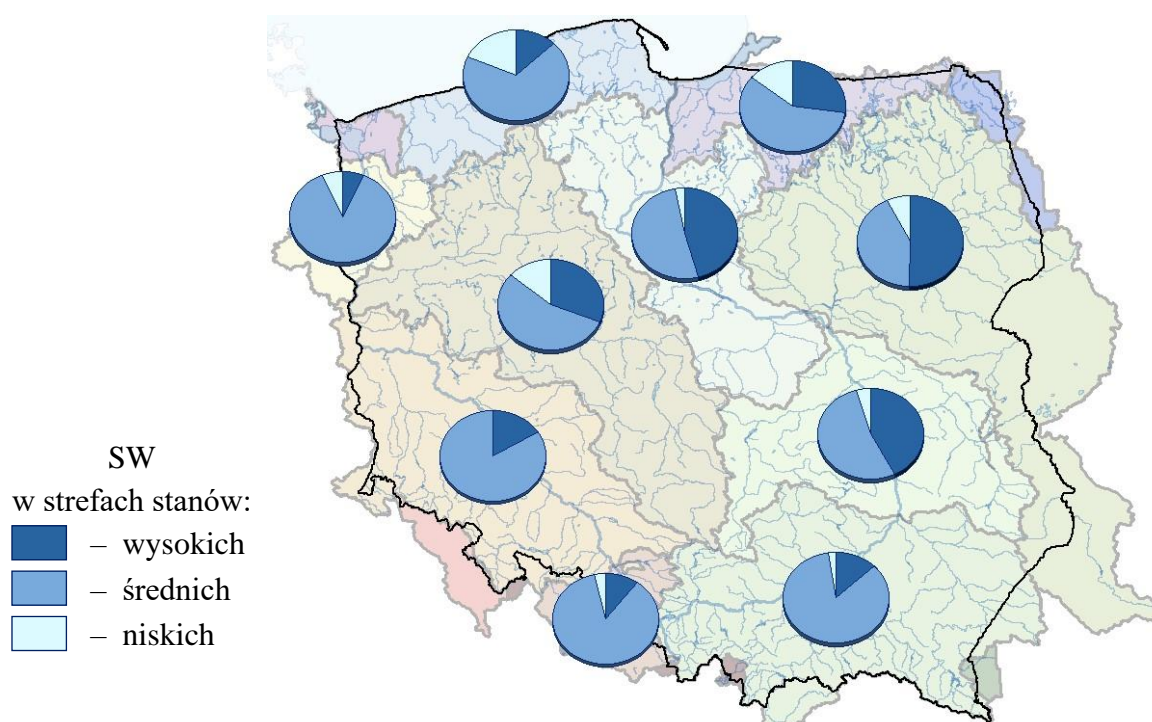 SW
w strefach stanów:
– wysokich
– średnich
– niskich